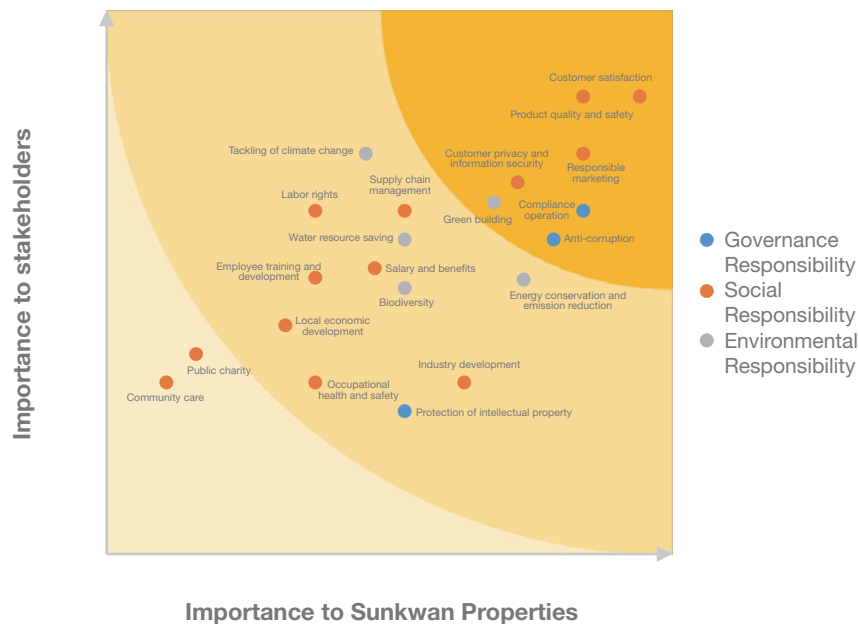 Importance to stakeholders
Customer satisfaction
Product quality and safety
Tackling of climate change
Customer privacy and
information security
Responsible
marketing
Supply chain
management
Labor rights
Green building
Compliance
operation
Water resource saving
Anti-corruption
Employee training and
development
Salary and benefits
Biodiversity
Energy conservation and
emission reduction
Local economic
development
Public charity
Community care
Occupational
health and safety
Industry development
Protection of intellectual property
Governance
Responsibility
Social
Responsibility
Environmental
Responsibility
Importance to Sunkwan Properties